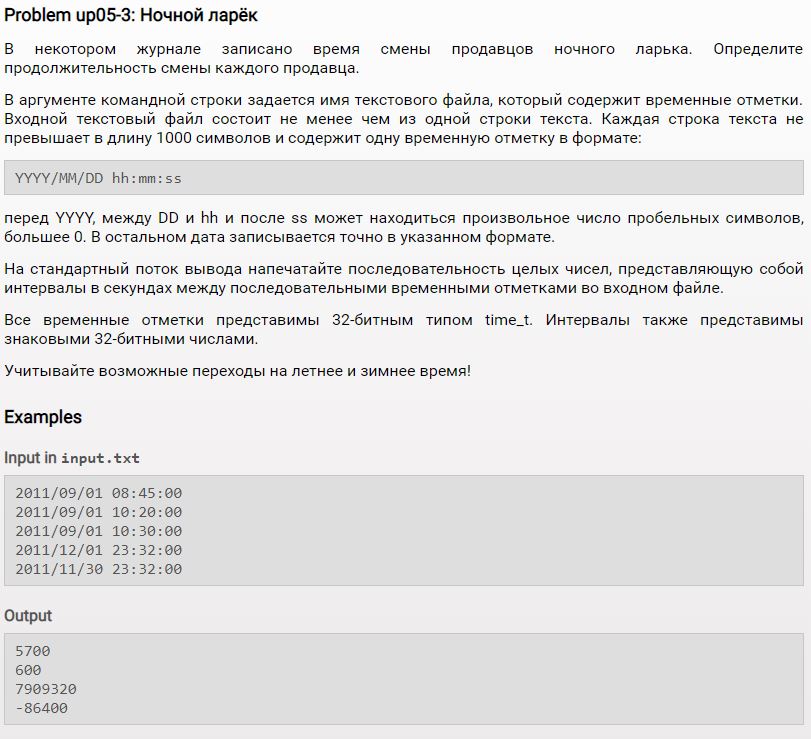 Problem up05-3: Ночной ларёк
В некотором журнале записано время смены продавцов ночного ларька. Определите
продолжительность смены каждого продавца.
В аргументе командной строки задается имя текстового файла, который содержит временные отметки.
Входной текстовый файл состоит не менее чем из одной строки текста. Каждая строка текста не
превышает в длину 1000 символов и содержит одну временную отметку в формате:
YYYY/MM/DD hh:mm:ss
перед YYYY, между DD и hh и после ss может находиться произвольное число пробельных символов,
большее 0. В остальном дата записывается точно в указанном формате.
На стандартный поток вывода напечатайте последовательность целых чисел, представляющую собой
интервалы в секундах между последовательными временными отметками во входном файле.
Все временные отметки представимы 32-битным типом time_t. Интервалы также представимы
знаковыми 32-битными числами.
Учитывайте возможные переходы на летнее и зимнее время!
Examples
Input in input.txt
2011/09/01 08:45:00
2011/09/01 10:20:00
2011/09/01 10:30:00
2011/12/01 23:32:00
2011/11/30 23:32:00
Output
5700
600
7909320
-86400